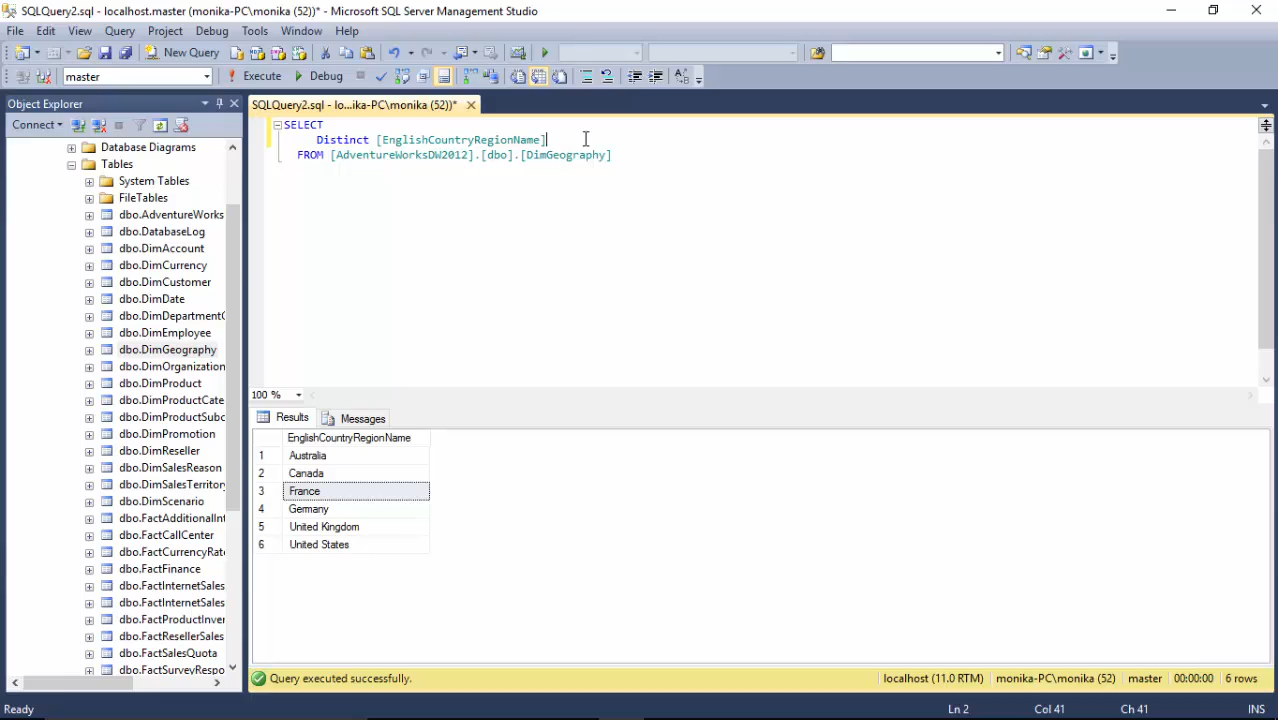 SQLQuery2.sql - localhost.master (monika-PC\monika (52))* - Microsoft SQL Server Management Studio
File Edit View Query Project Debug Tools Window Help
New Query
master Execute Debug
Object Explorer
SQLQuery2.sql - lo...ika-PC\monika (52))*
Connect
Database Diagrams
Tables
System Tables
FileTables
dbo.AdventureWorks
dbo.DatabaseLog
dbo.DimAccount
dbo.DimCurrency
dbo.DimCustomer
dbo.DimDate
dbo.DimDepartmentG
dbo.DimEmployee
dbo.DimGeography
dbo.DimOrganization
dbo.DimProduct
dbo.DimProductCate
dbo.DimProductSubc
dbo.DimPromotion
dbo.DimReseller
dbo.DimSalesReason
dbo.DimSalesTerritory
dbo.DimScenario
dbo.FactAdditionalInt
dbo.FactCallCenter
dbo.FactCurrencyRate
dbo.FactFinance
dbo.FactInternetSales
dbo.FactInternetSales
dbo.FactProductInver
dbo.FactResellerSales
dbo.FactSalesQuota
dbo.FactSurveyRespo
SELECT
Distinct [EnglishCountryRegionName]
FROM [AdventureWorksDW2012].[dbo].[DimGeography]
100 %
Results Messages
EnglishCountryRegionName
1 Australia
2 Canada
3 France
4 Germany
5 United Kingdom
6 United States
Query executed successfully. localhost (11.0 RTM) monika-PC\monika (52) master 00:00:00 6 rows
Ready Ln 2 Col 41 Ch 41 INS